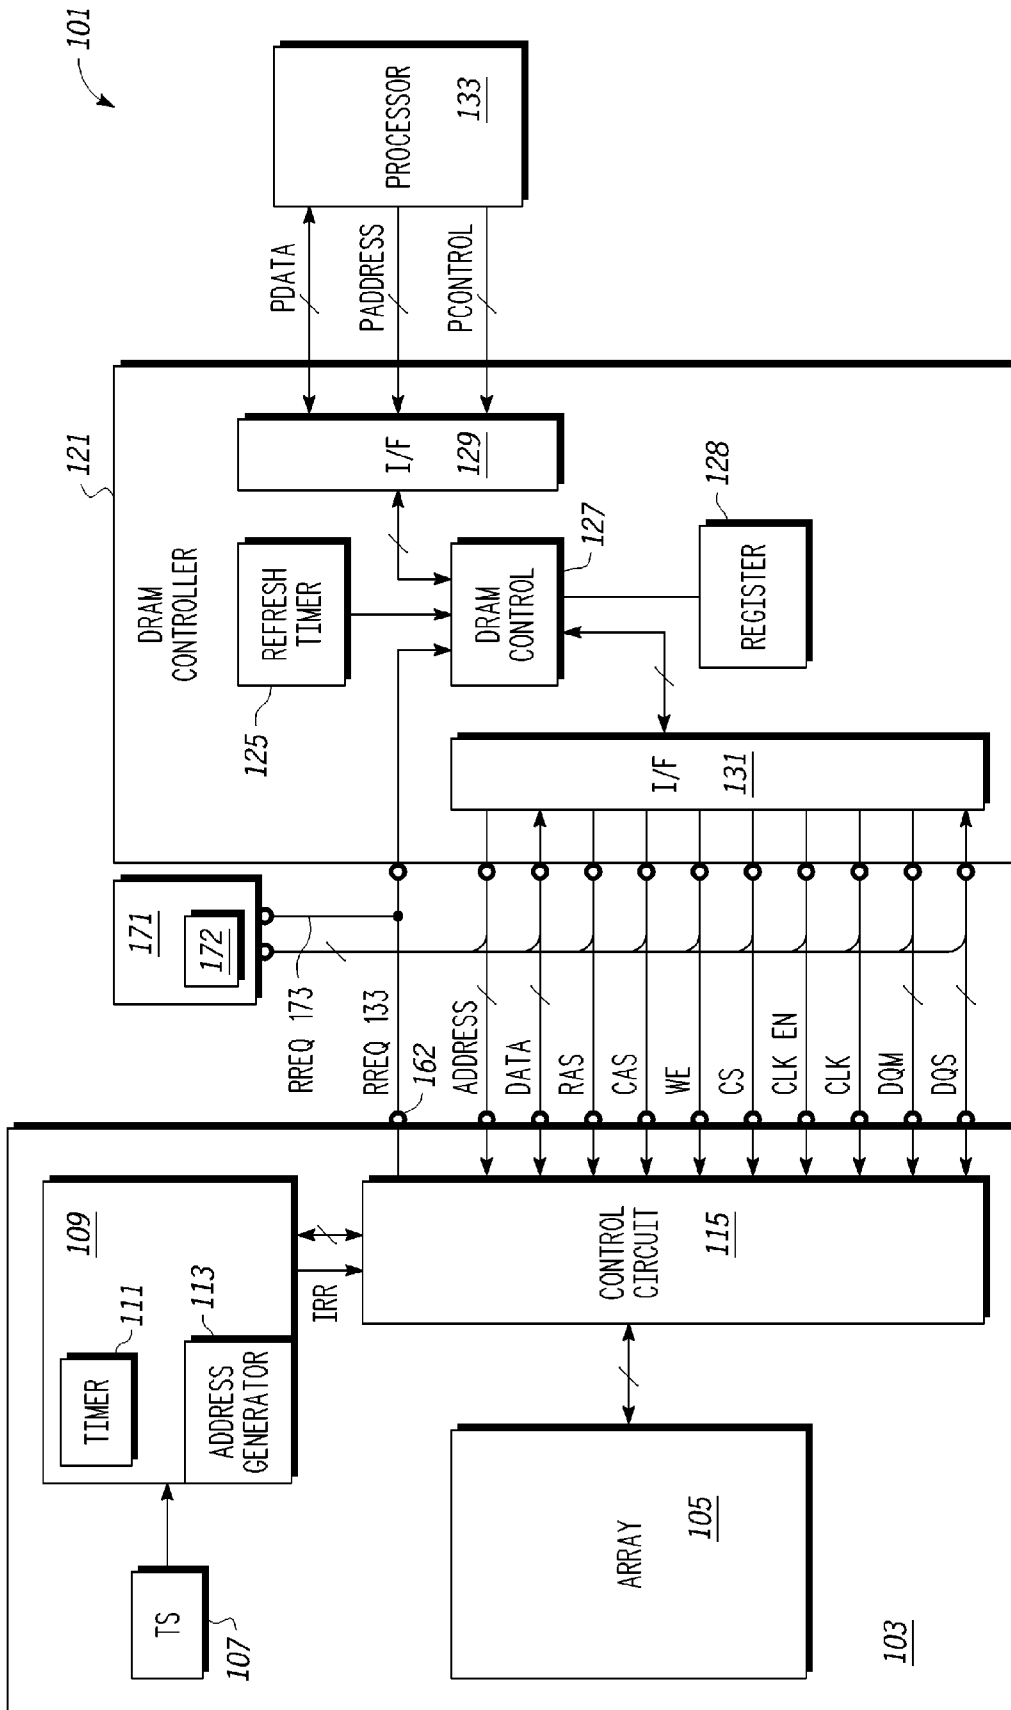 101
PROCESSOR
133
PDATA
PADDRESS
PCONTROL
121
DRAM
CONTROLLER
I/F
129
REFRESH
TIMER
125
DRAM
CONTROL
127
REGISTER
128
I/F
131
171
172
RREQ 173
RREQ 133
162
ADDRESS
DATA
RAS
CAS
WE
CS
CLK EN
CLK
DQM
DQS
109
TIMER
111
ADDRESS
GENERATOR
113
IRR
CONTROL
CIRCUIT
115
TS
107
ARRAY
105
103